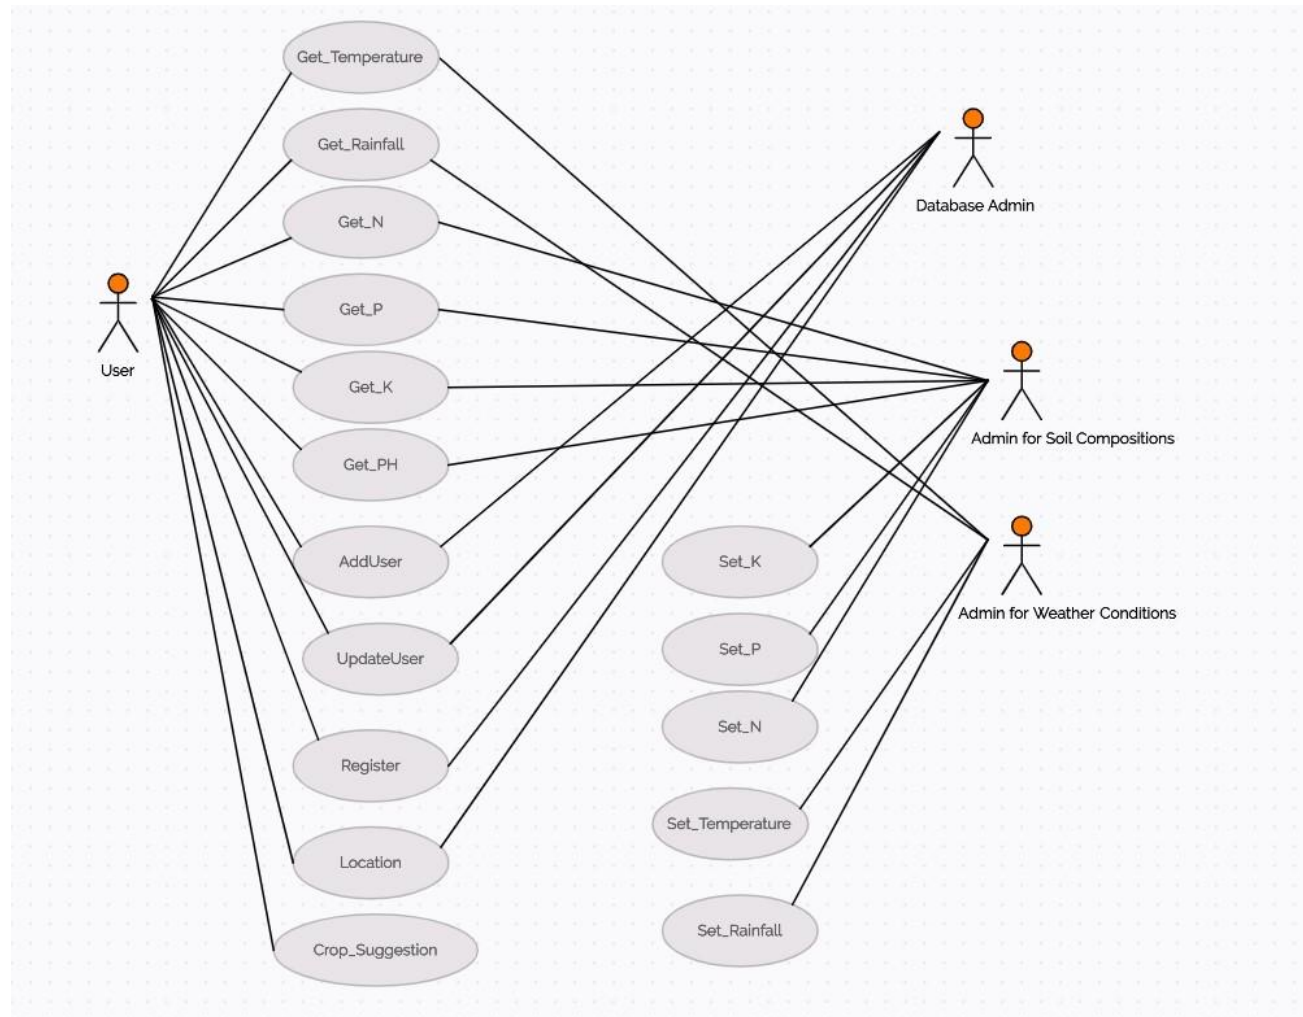 Get_Temperature
Get_Rainfall
Get_N
Get_P
Get_K
Get_PH
AddUser
UpdateUser
Register
Location
Crop_Suggestion
User
Set_K
Set_P
Set_N
Set_Temperature
Set_Rainfall
Database Admin
Admin for Soil Compositions
Admin for Weather Conditions